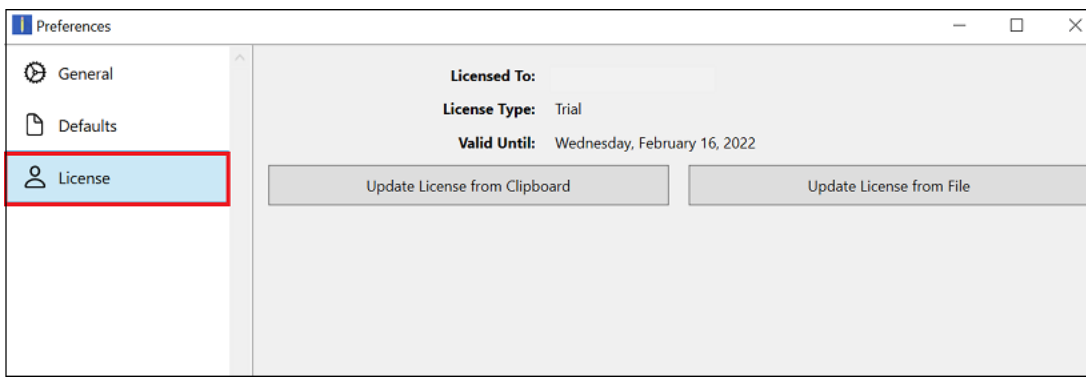 Preferences
General
Defaults
License
Licensed To:
License Type: Trial
Valid Until: Wednesday, February 16, 2022
Update License from Clipboard
Update License from File